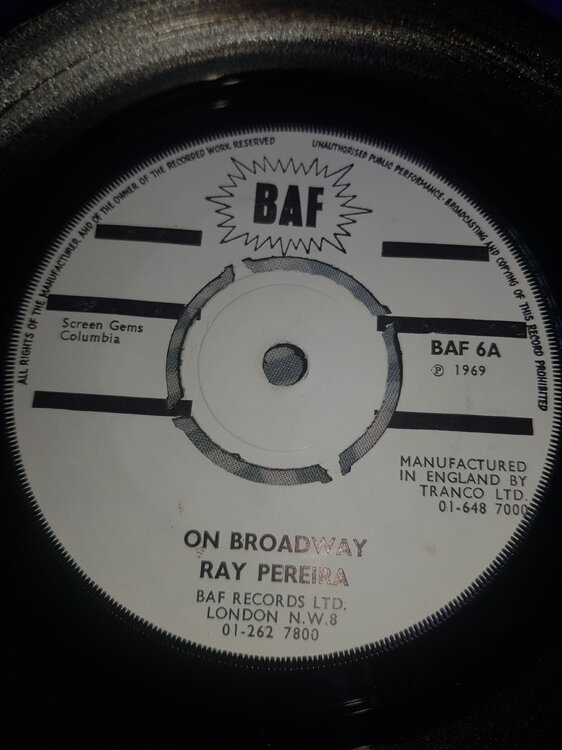 ALL RIGHTS OF THE MANUFACTURER AND OF THE OWNER OF THE RECORDED WORK RESERVED
UNAUTHORISED PUBLIC PERFORMANCE, BROADCASTING AND COPYING OF THIS RECORD PROHIBITED
BAF
Screen Gems
Columbia
BAF 6A
℗ 1969
MANUFACTURED
IN ENGLAND BY
TRANCO LTD.
01-648 7000
ON BROADWAY
RAY PEREIRA
BAF RECORDS LTD.
LONDON N.W.8
01-262 7800